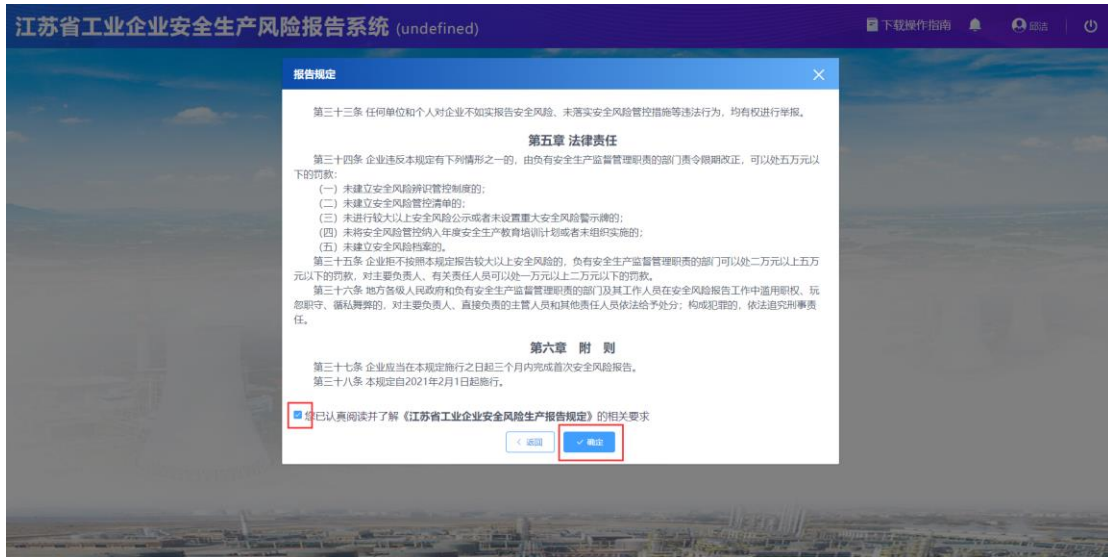 江苏省工业企业安全生产风险报告系统 (undefined)
下载操作指南
邱洁
报告规定
第三十三条 任何单位和个人对企业不如实报告安全风险、未落实安全风险管控措施等违法行为，均有权进行举报。
第五章 法律责任
第三十四条 企业违反本规定有下列情形之一的，由负有安全生产监督管理职责的部门责令限期改正，可以处五万元以
下的罚款：
（一）未建立安全风险辨识管控制度的；
（二）未建立安全风险管控清单的；
（三）未进行较大以上安全风险公示或者未设置重大安全风险警示牌的；
（四）未将安全风险管控纳入年度安全生产教育培训计划或者未组织实施的；
（五）未建立安全风险档案的。
第三十五条 企业拒不按照本规定报告较大以上安全风险的，负有安全生产监督管理职责的部门可以处二万元以上五万
元以下的罚款，对主要负责人、有关责任人员可以处一万元以上二万元以下的罚款。
第三十六条 地方各级人民政府和负有安全生产监督管理职责的部门及其工作人员在安全风险报告工作中滥用职权、玩
忽职守、循私舞弊的，对主要负责人、直接负责的主管人员和其他责任人员依法给予处分；构成犯罪的，依法追究刑事责
任。
第六章 附 则
第三十七条 企业应当在本规定施行之日起三个月内完成首次安全风险报告。
第三十八条 本规定自2021年2月1日起施行。
您已认真阅读并了解《江苏省工业企业安全风险生产报告规定》的相关要求
返回
确定